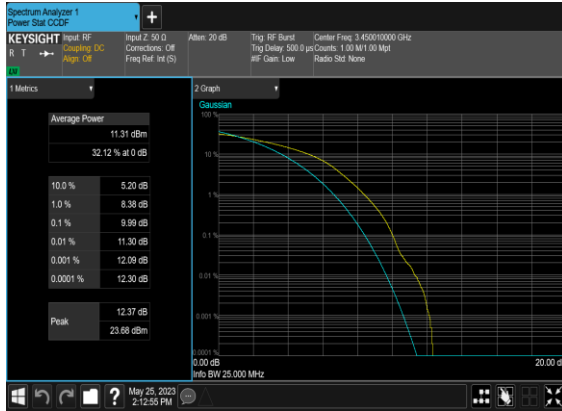 Spectrum Analyzer 1
Power Stat CCDF
KEYSIGHT
R T
LU
Input: RF
Coupling: DC
Align: Off
Input Z: 50 Ω
Corrections: Off
Freq Ref: Int (S)
Atten: 20 dB
Trig: RF Burst
Trig Delay: 500.0 µs
#IF Gain: Low
Center Freq: 3.450010000 GHz
Counts: 1.00 M/1.00 Mpt
Radio Std: None
1 Metrics
Average Power
11.31 dBm
32.12 % at 0 dB
10.0 % 5.20 dB
1.0 % 8.38 dB
0.1 % 9.99 dB
0.01 % 11.30 dB
0.001 % 12.09 dB
0.0001 % 12.30 dB
Peak
12.37 dB
23.68 dBm
2 Graph
Gaussian
100 %
10 %
1 %
0.1 %
0.01 %
0.001 %
0.0001 %
0.00 dB
20.00 d
Info BW 25.000 MHz
?
May 25, 2023
2:12:55 PM